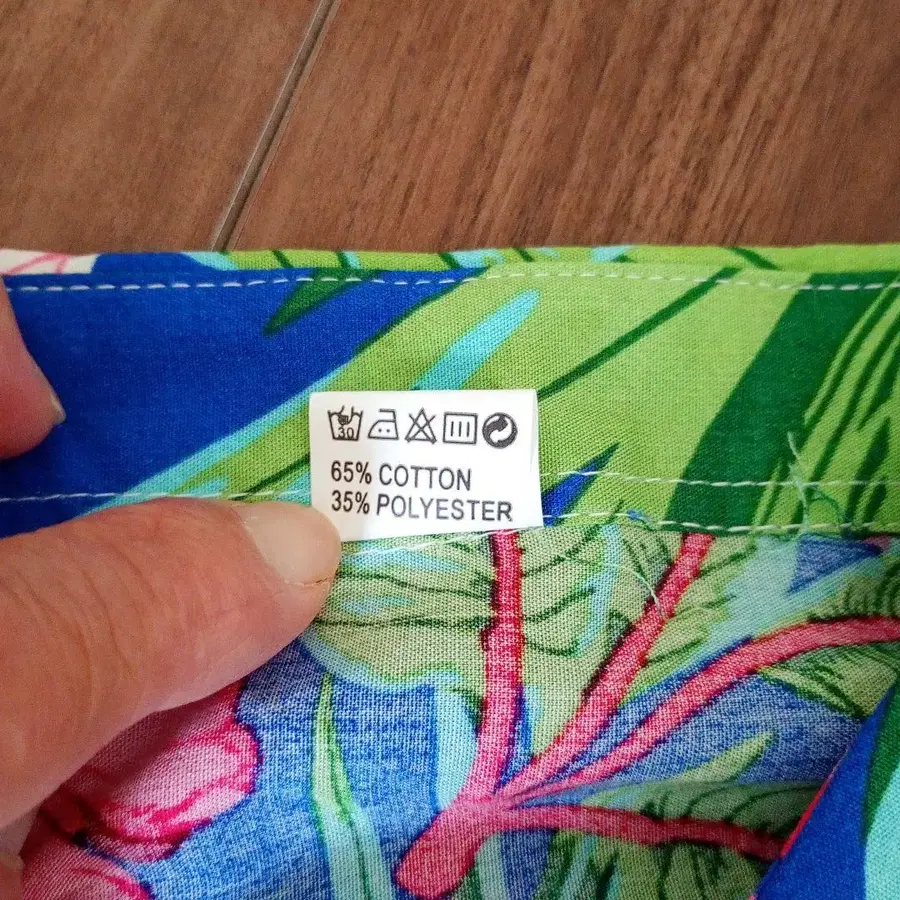 30
65% COTTON
35% POLYESTER